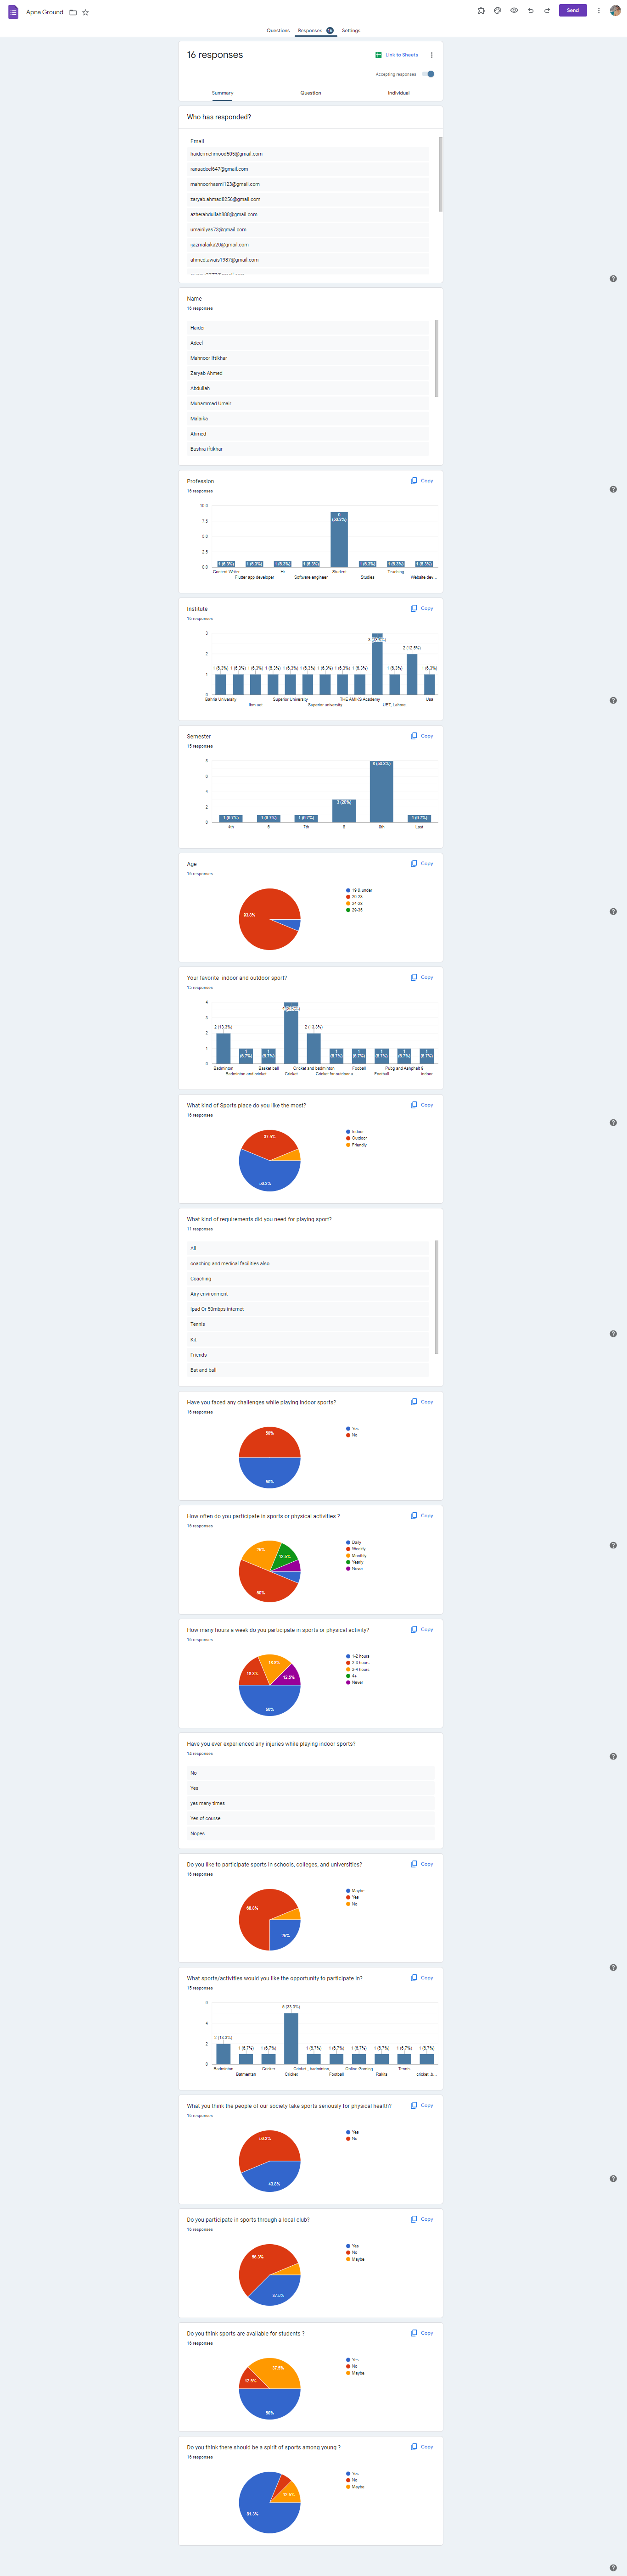 Apna Ground
Send
Questions
Responses 16
Settings
16 responses
Link to Sheets
Accepting responses
Summary
Question
Individual
Who has responded?
Email
haidermehmood505@gmail.com
ranaadeel647@gmail.com
mahnoorhasmi123@gmail.com
zaryab.ahmad8256@gmail.com
azherabdullah888@gmail.com
umairilyas73@gmail.com
ijazmalaika20@gmail.com
ahmed.awais1987@gmail.com
Name
16 responses
Haider
Adeel
Mahnoor Iftikhar
Zaryab Ahmed
Abdullah
Muhammad Umair
Malaika
Ahmed
Bushra Iftikhar
Profession
Copy
16 responses
10.0
7.5
5.0
2.5
0.0
1 (6.3%) 1 (6.3%) 1 (6.3%) 1 (6.3%) 9 (56.3%) 1 (6.3%) 1 (6.3%) 1 (6.3%)
Content Writer
Flutter app developer
Software engineer
Student
Studies
Teaching
Website dev...
Institute
Copy
16 responses
3
2
1
0
1 (6.3%) 1 (6.3%) 1 (6.3%) 1 (6.3%) 1 (6.3%) 1 (6.3%) 1 (6.3%) 1 (6.3%) 1 (6.3%) 2 (12.5%) 1 (6.3%) 1 (6.3%)
Bahria University
Superior University
Superior university
THE AIMS Academy
UET, Lahore.
Semester
Copy
15 responses
8
6
4
2
0
1 (6.7%) 1 (6.7%) 1 (6.7%) 3 (20%) 8 (53.3%) 1 (6.7%)
4th 6 7th 8 8th Last
Age
Copy
16 responses
93.8%
19 & under
20-23
24-28
29-35
Your favorite indoor and outdoor sport?
Copy
15 responses
4
3
2
1
0
2 (13.3%) 1 (6.7%) 1 (6.7%) 2 (13.3%) 1 (6.7%) 1 (6.7%) 1 (6.7%) 1 (6.7%) 1 (6.7%)
Badminton
Badminton and cricket
Basket ball
Cricket
Cricket and badminton
Cricket for outdoor a...
Football
Football
Pubg and Ashphalt 8
indoor
What kind of Sports place do you like the most?
Copy
16 responses
37.5%
56.3%
Indoor
Outdoor
Friendly
What kind of requirements did you need for playing sport?
11 responses
All
coaching and medical facilities also
Coaching
Airy environment
Ipad Or 50mbps internet
Tennis
Kit
Friends
Bat and ball
Have you faced any challenges while playing indoor sports?
Copy
16 responses
50%
50%
Yes
No
How often do you participate in sports or physical activities ?
Copy
16 responses
25%
12.5%
50%
Daily
Weekly
Monthly
Yearly
Never
How many hours a week do you participate in sports or physical activity?
Copy
16 responses
18.8%
18.8%
12.5%
50%
1-2 hours
2-3 hours
3-4 hours
4+
Never
Have you ever experienced any injuries while playing indoor sports?
14 responses
No
Yes
yes many times
Yes of course
Nopes
Do you like to participate sports in schools, colleges, and universities?
Copy
16 responses
68.8%
25%
Maybe
Yes
No
What sports/activities would you like the opportunity to participate in?
Copy
15 responses
6
4
2
0
2 (13.3%) 1 (6.7%) 1 (6.7%) 5 (33.3%) 1 (6.7%) 1 (6.7%) 1 (6.7%) 1 (6.7%) 1 (6.7%) 1 (6.7%)
Badminton
Batmenten
Cricker
Cricket
Cricket , badminton...
Football
Online Gaming
Tennis
cricket ,b...
What you think the people of our society take sports seriously for physical health?
Copy
16 responses
56.3%
43.8%
Yes
No
Do you participate in sports through a local club?
Copy
16 responses
56.3%
37.5%
Yes
No
Maybe
Do you think sports are available for students ?
Copy
16 responses
37.5%
12.5%
50%
Yes
No
Maybe
Do you think there should be a spirit of sports among young ?
Copy
16 responses
12.5%
81.3%
Yes
No
Maybe